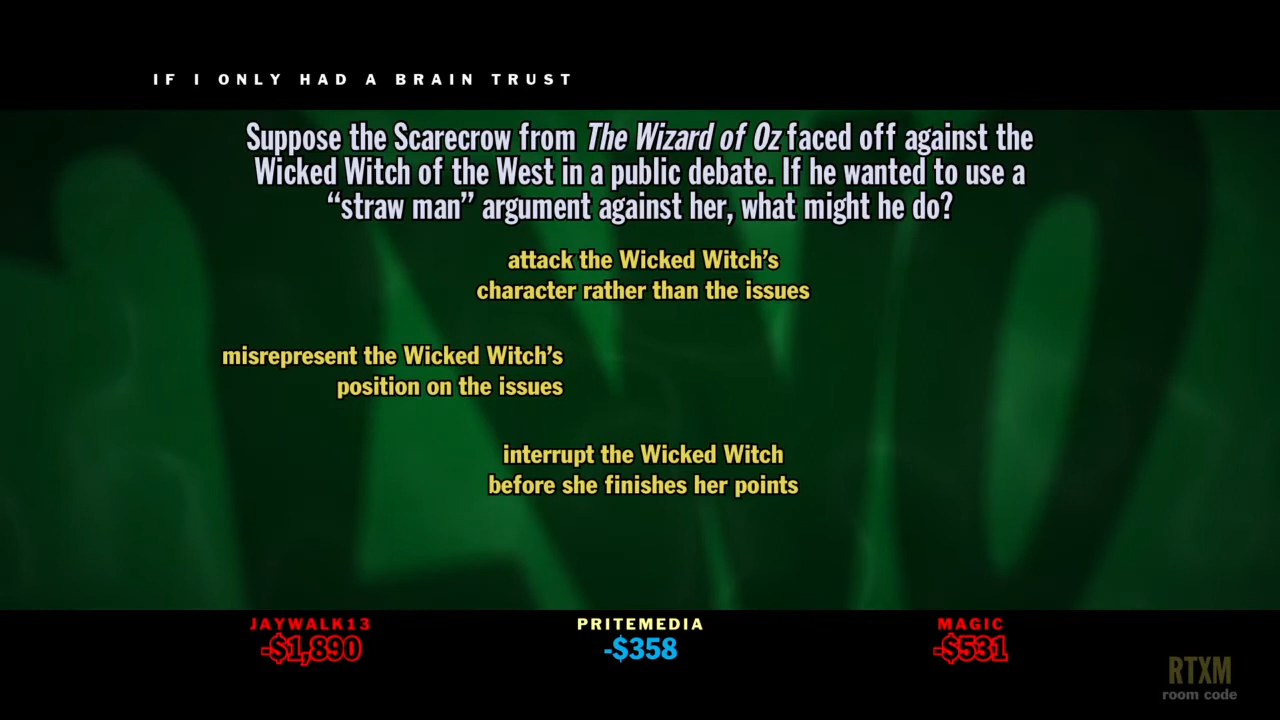 IF I ONLY HAD A BRAIN TRUST
Suppose the Scarecrow from The Wizard of Oz faced off against the
Wicked Witch of the West in a public debate. If he wanted to use a
“straw man” argument against her, what might he do?
attack the Wicked Witch’s
character rather than the issues
misrepresent the Wicked Witch’s
position on the issues
interrupt the Wicked Witch
before she finishes her points
JAYWALK13 PRITEMEDIA MAGIC
-$1,890 -$358 -$531
RTXM
room code